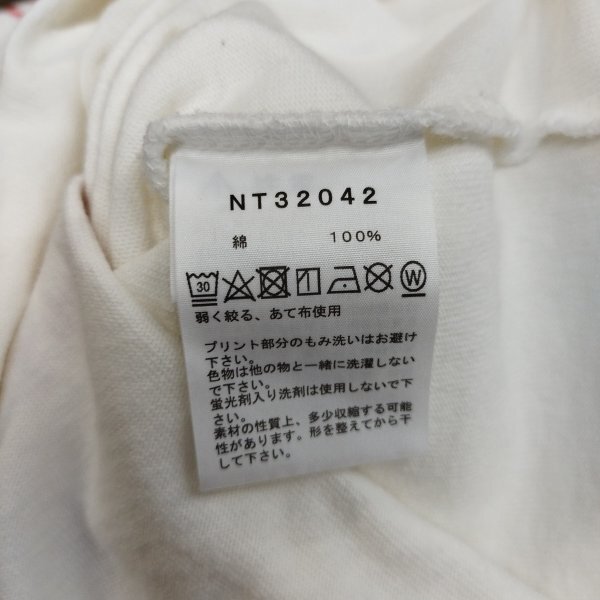 NT32042
綿 100%
30 W
弱く絞る、あて布使用
プリント部分のもみ洗いはお避け
下さい。
色物は他の物と一緒に洗濯しない
で下さい。
蛍光剤入り洗剤は使用しないで下
さい。
素材の性質上、多少収縮する可能
性があります。形を整えてから干
して下さい。